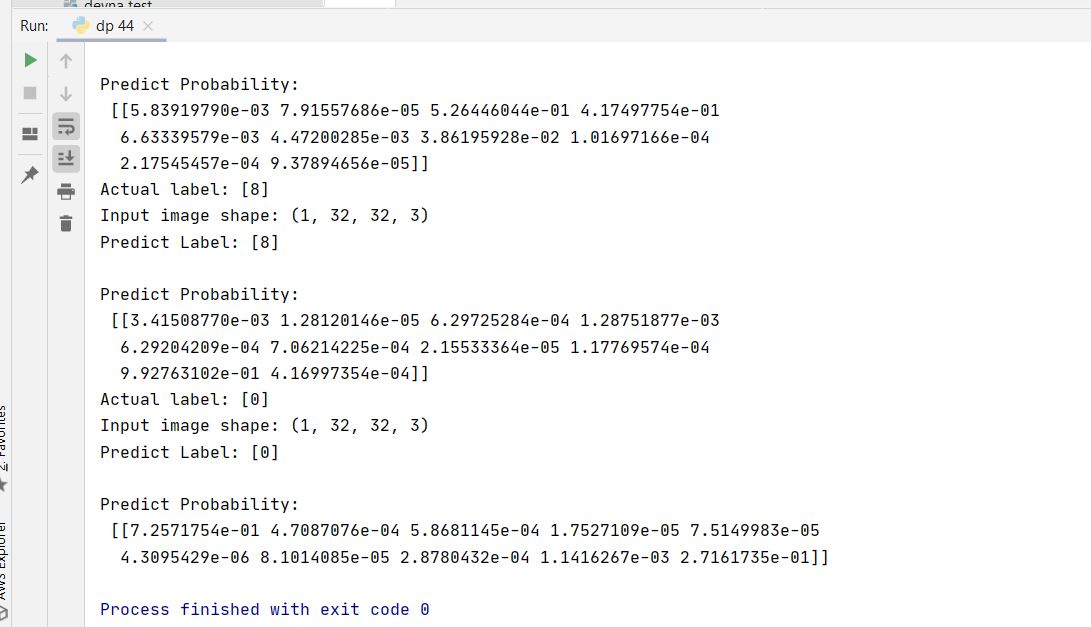 devna test
Run: dp 44
Predict Probability:
[[5.83919790e-03 7.91557686e-05 5.26446044e-01 4.17497754e-01
6.63339579e-03 4.47200285e-03 3.86195928e-02 1.01697166e-04
2.17545457e-04 9.37894656e-05]]
Actual label: [8]
Input image shape: (1, 32, 32, 3)
Predict Label: [8]
Predict Probability:
[[3.41508770e-03 1.28120146e-05 6.29725284e-04 1.28751877e-03
6.29204209e-04 7.06214225e-04 2.15533364e-05 1.17769574e-04
9.92763102e-01 4.16997354e-04]]
Actual label: [0]
Input image shape: (1, 32, 32, 3)
Predict Label: [0]
Predict Probability:
[[7.2571754e-01 4.7087076e-04 5.8681145e-04 1.7527109e-05 7.5149983e-05
4.3095429e-06 8.1014085e-05 2.8780432e-04 1.1416267e-03 2.7161735e-01]]
Process finished with exit code 0
2: Favorites
AWS Explorer